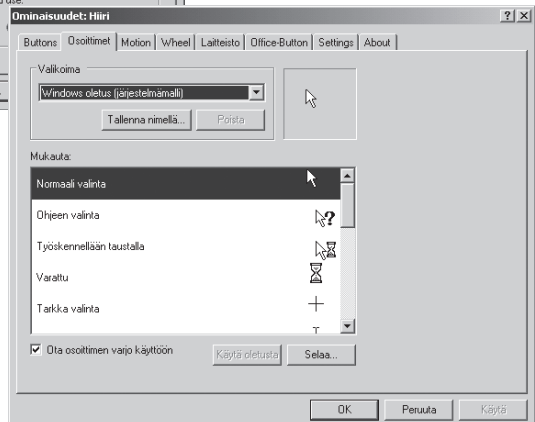 use.
Ominaisuudet: Hiiri
Buttons Osoittimet Motion Wheel Laitteisto Office-Button Settings About
Valikoima
Windows oletus (järjestelmämalli)
Tallenna nimellä... Poista
Mukauta:
Normaali valinta
Ohjeen valinta
Työskennellään taustalla
Varattu
Tarkka valinta
Ota osoittimen varjo käyttöön Käytä oletusta Selaa...
OK Peruuta Käytä